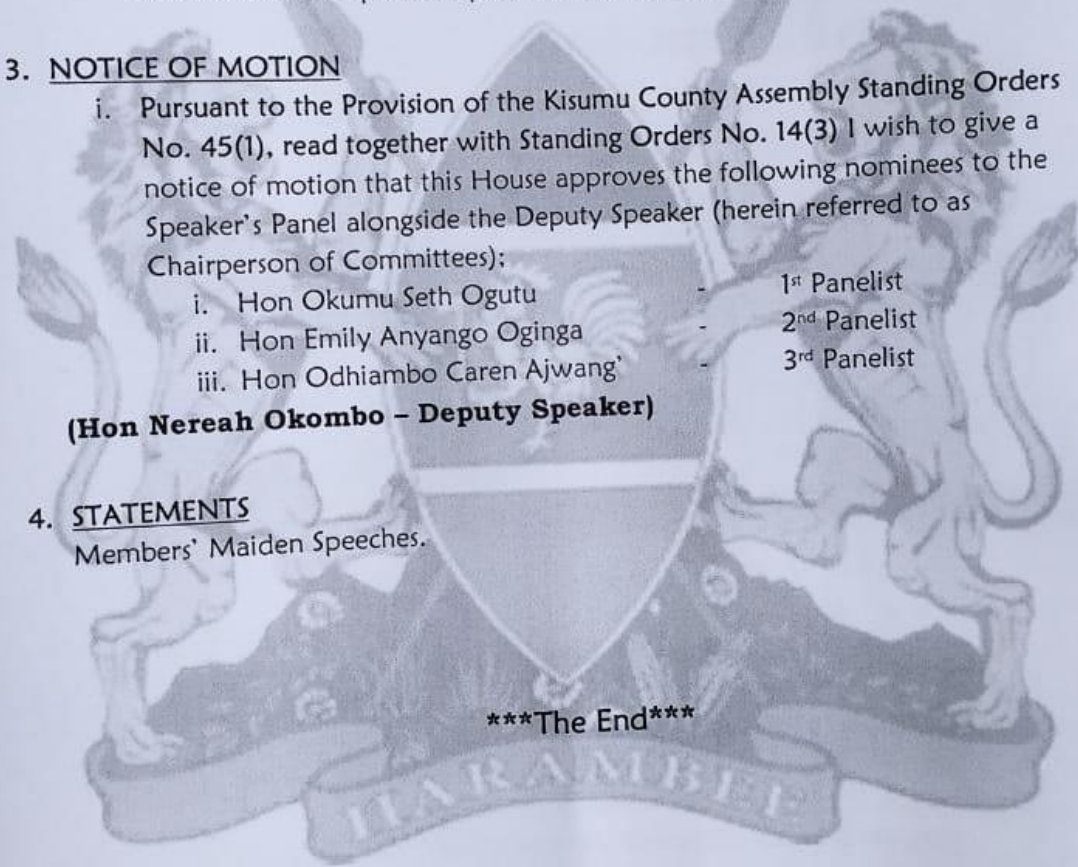 3. NOTICE OF MOTION
i. Pursuant to the Provision of the Kisumu County Assembly Standing Orders
No. 45(1), read together with Standing Orders No. 14(3) I wish to give a
notice of motion that this House approves the following nominees to the
Speaker's Panel alongside the Deputy Speaker (herein referred to as
Chairperson of Committees):
i. Hon Okumu Seth Ogutu - 1st Panelist
ii. Hon Emily Anyango Oginga - 2nd Panelist
iii. Hon Odhiambo Caren Ajwang' - 3rd Panelist
(Hon Nereah Okombo – Deputy Speaker)
4. STATEMENTS
Members' Maiden Speeches.
***The End***
HARAMBEE